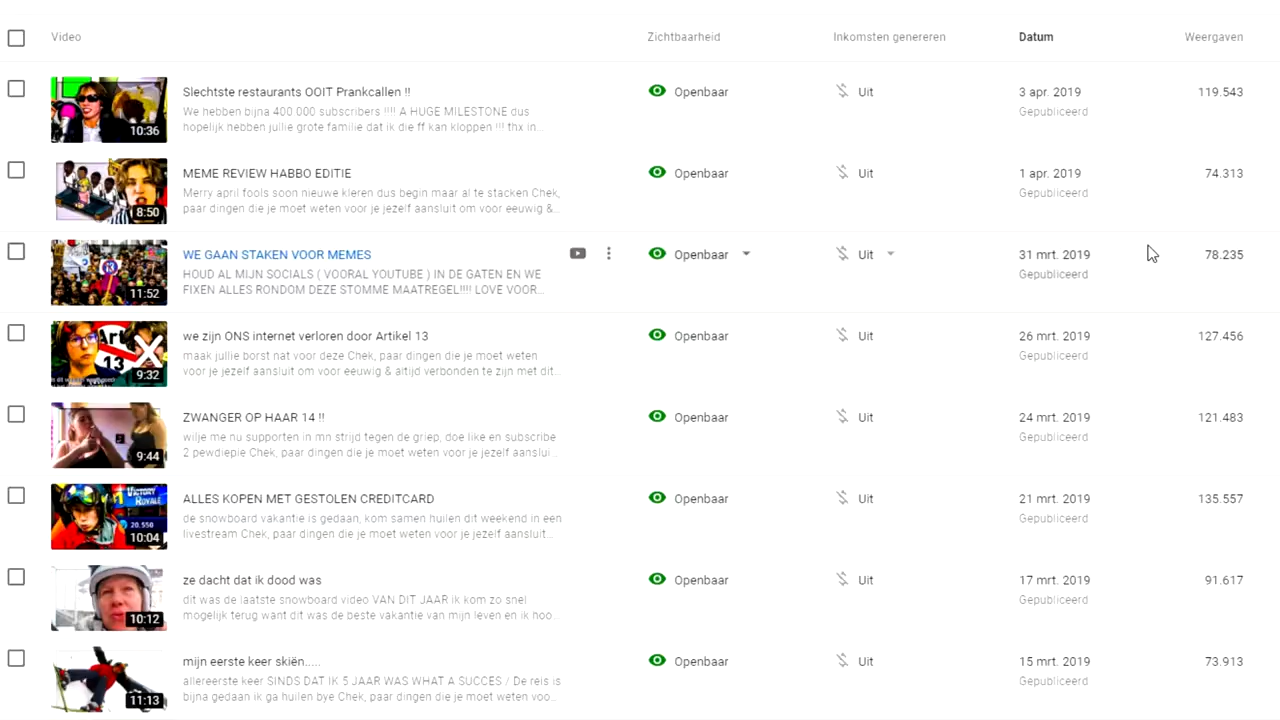 Video Zichtbaarheid Inkomsten genereren Datum Weergaven
Slechtste restaurants OOIT Prankcallen !! Openbaar Uit 3 apr. 2019 119.543
We hebben bijna 400 000 subscribers !!!! A HUGE MILESTONE dus Gepubliceerd
hopelijk hebben jullie grote familie dat ik die ff kan kloppen !!! thx in...
10:36
MEME REVIEW HABBO EDITIE Openbaar Uit 1 apr. 2019 74.313
Merry april fools soon nieuwe kleren dus begin maar al te stacken Chek, Gepubliceerd
paar dingen die je moet weten voor je jezelf aansluit om voor eeuwig &...
8:50
WE GAAN STAKEN VOOR MEMES Openbaar Uit 31 mrt. 2019 78.235
HOUD AL MIJN SOCIALS ( VOORAL YOUTUBE ) IN DE GATEN EN WE Gepubliceerd
FIXEN ALLES RONDOM DEZE STOMME MAATREGEL!!!! LOVE VOOR...
11:52
we zijn ONS internet verloren door Artikel 13 Openbaar Uit 26 mrt. 2019 127.456
maak jullie borst nat voor deze Chek, paar dingen die je moet weten Gepubliceerd
voor je jezelf aansluit om voor eeuwig & altijd verbonden te zijn met dit...
Art
13
9:32
ZWANGER OP HAAR 14 !! Openbaar Uit 24 mrt. 2019 121.483
wilje me nu supporten in mn strijd tegen de griep, doe like en subscribe Gepubliceerd
2 pewdiepie Chek, paar dingen die je moet weten voor je jezelf aanslui...
9:44
ALLES KOPEN MET GESTOLEN CREDITCARD Openbaar Uit 21 mrt. 2019 135.557
de snowboard vakantie is gedaan, kom samen huilen dit weekend in een Gepubliceerd
livestream Chek, paar dingen die je moet weten voor je jezelf aansluit...
VICTORY
ROYALE
20.550
10:04
ze dacht dat ik dood was Openbaar Uit 17 mrt. 2019 91.617
dit was de laatste snowboard video VAN DIT JAAR ik kom zo snel Gepubliceerd
mogelijk terug want dit was de beste vakantie van mijn leven en ik hoo...
10:12
mijn eerste keer skiën..... Openbaar Uit 15 mrt. 2019 73.913
allereerste keer SINDS DAT IK 5 JAAR WAS WHAT A SUCCES / De reis is Gepubliceerd
bijna gedaan ik ga huilen bye Chek, paar dingen die je moet weten voo...
11:13